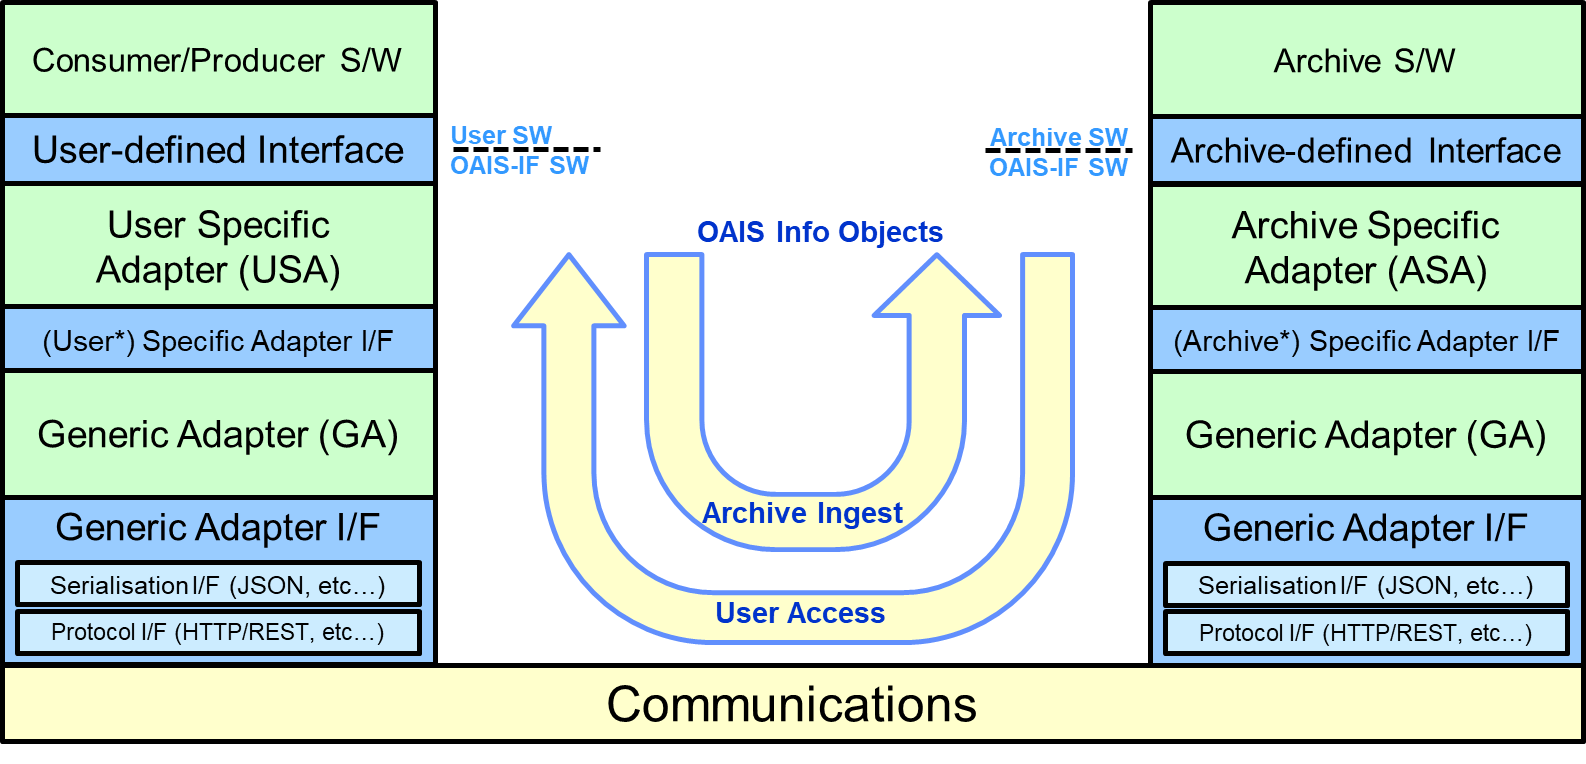 Consumer/Producer S/W
User-defined Interface
User Specific
Adapter (USA)
(User*) Specific Adapter I/F
Generic Adapter (GA)
Generic Adapter I/F
Serialisation I/F (JSON, etc…)
Protocol I/F (HTTP/REST, etc…)
User SW
OAIS-IF SW
Archive SW
OAIS-IF SW
OAIS Info Objects
Archive Ingest
User Access
Archive S/W
Archive-defined Interface
Archive Specific
Adapter (ASA)
(Archive*) Specific Adapter I/F
Generic Adapter (GA)
Generic Adapter I/F
Serialisation I/F (JSON, etc…)
Protocol I/F (HTTP/REST, etc…)
Communications